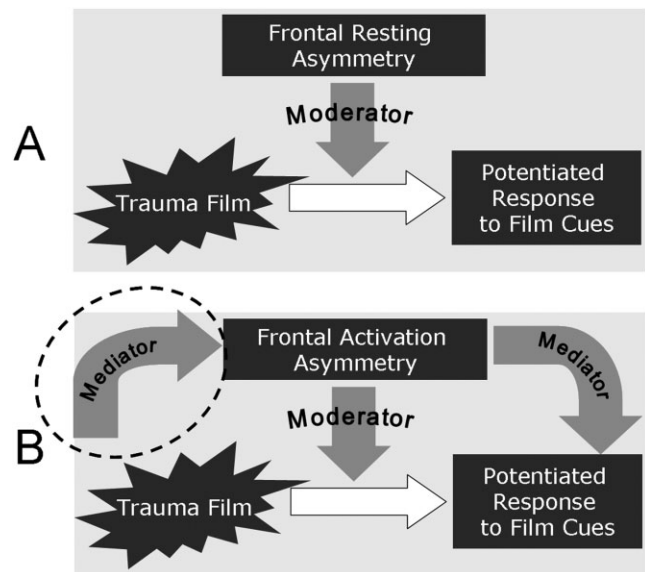 A
Frontal Resting
Asymmetry
Moderator
Trauma Film
Potentiated
Response
to Film Cues
B
Mediator
Frontal Activation
Asymmetry
Mediator
Moderator
Trauma Film
Potentiated
Response
to Film Cues